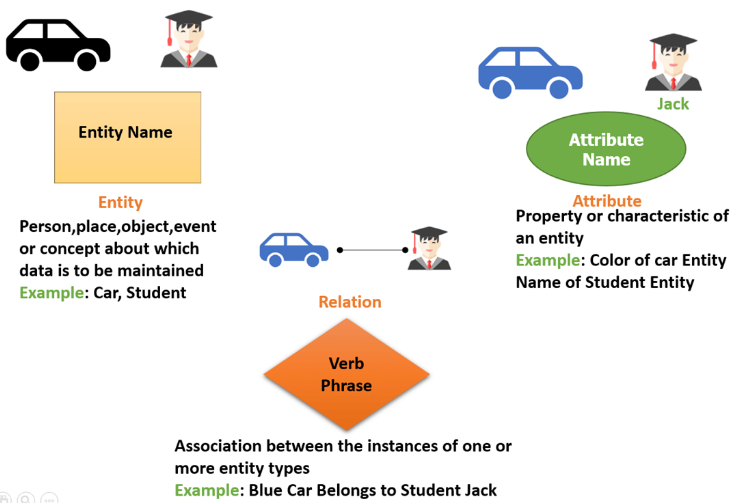 Entity Name
Entity
Person,place,object,event
or concept about which
data is to be maintained
Example: Car, Student
Jack
Attribute
Name
Attribute
Property or characteristic of
an entity
Example: Color of car Entity
Name of Student Entity
Relation
Verb
Phrase
Association between the instances of one or
more entity types
Example: Blue Car Belongs to Student Jack